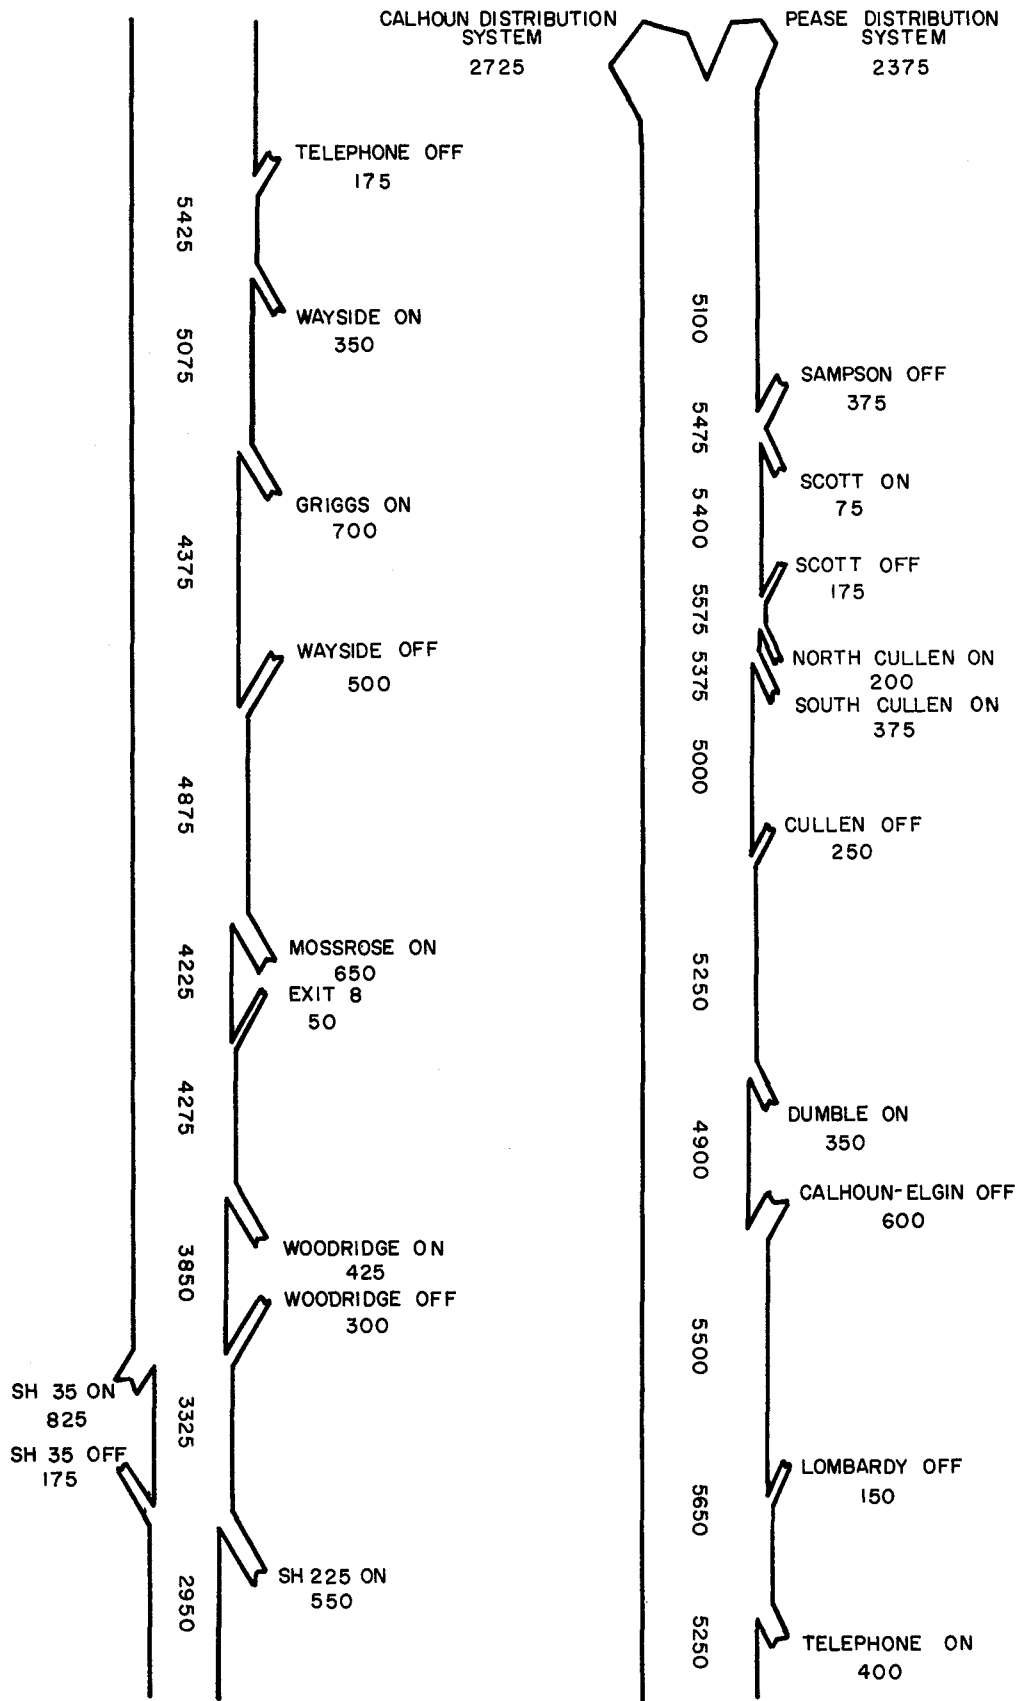 CALHOUN DISTRIBUTION
SYSTEM
2725
PEASE DISTRIBUTION
SYSTEM
2375
TELEPHONE OFF
175
5425
WAYSIDE ON
350
5075
GRIGGS ON
700
4375
WAYSIDE OFF
500
4875
MOSSROSE ON
650
4225
EXIT 8
50
4275
WOODRIDGE ON
425
3850
WOODRIDGE OFF
300
SH 35 ON
825
3325
SH 35 OFF
175
SH 225 ON
550
2950
5100
SAMPSON OFF
375
5475
SCOTT ON
75
5400
SCOTT OFF
175
5575
NORTH CULLEN ON
200
5375
SOUTH CULLEN ON
375
5000
CULLEN OFF
250
5250
DUMBLE ON
350
4900
CALHOUN-ELGIN OFF
600
5500
LOMBARDY OFF
150
5650
TELEPHONE ON
400
5250